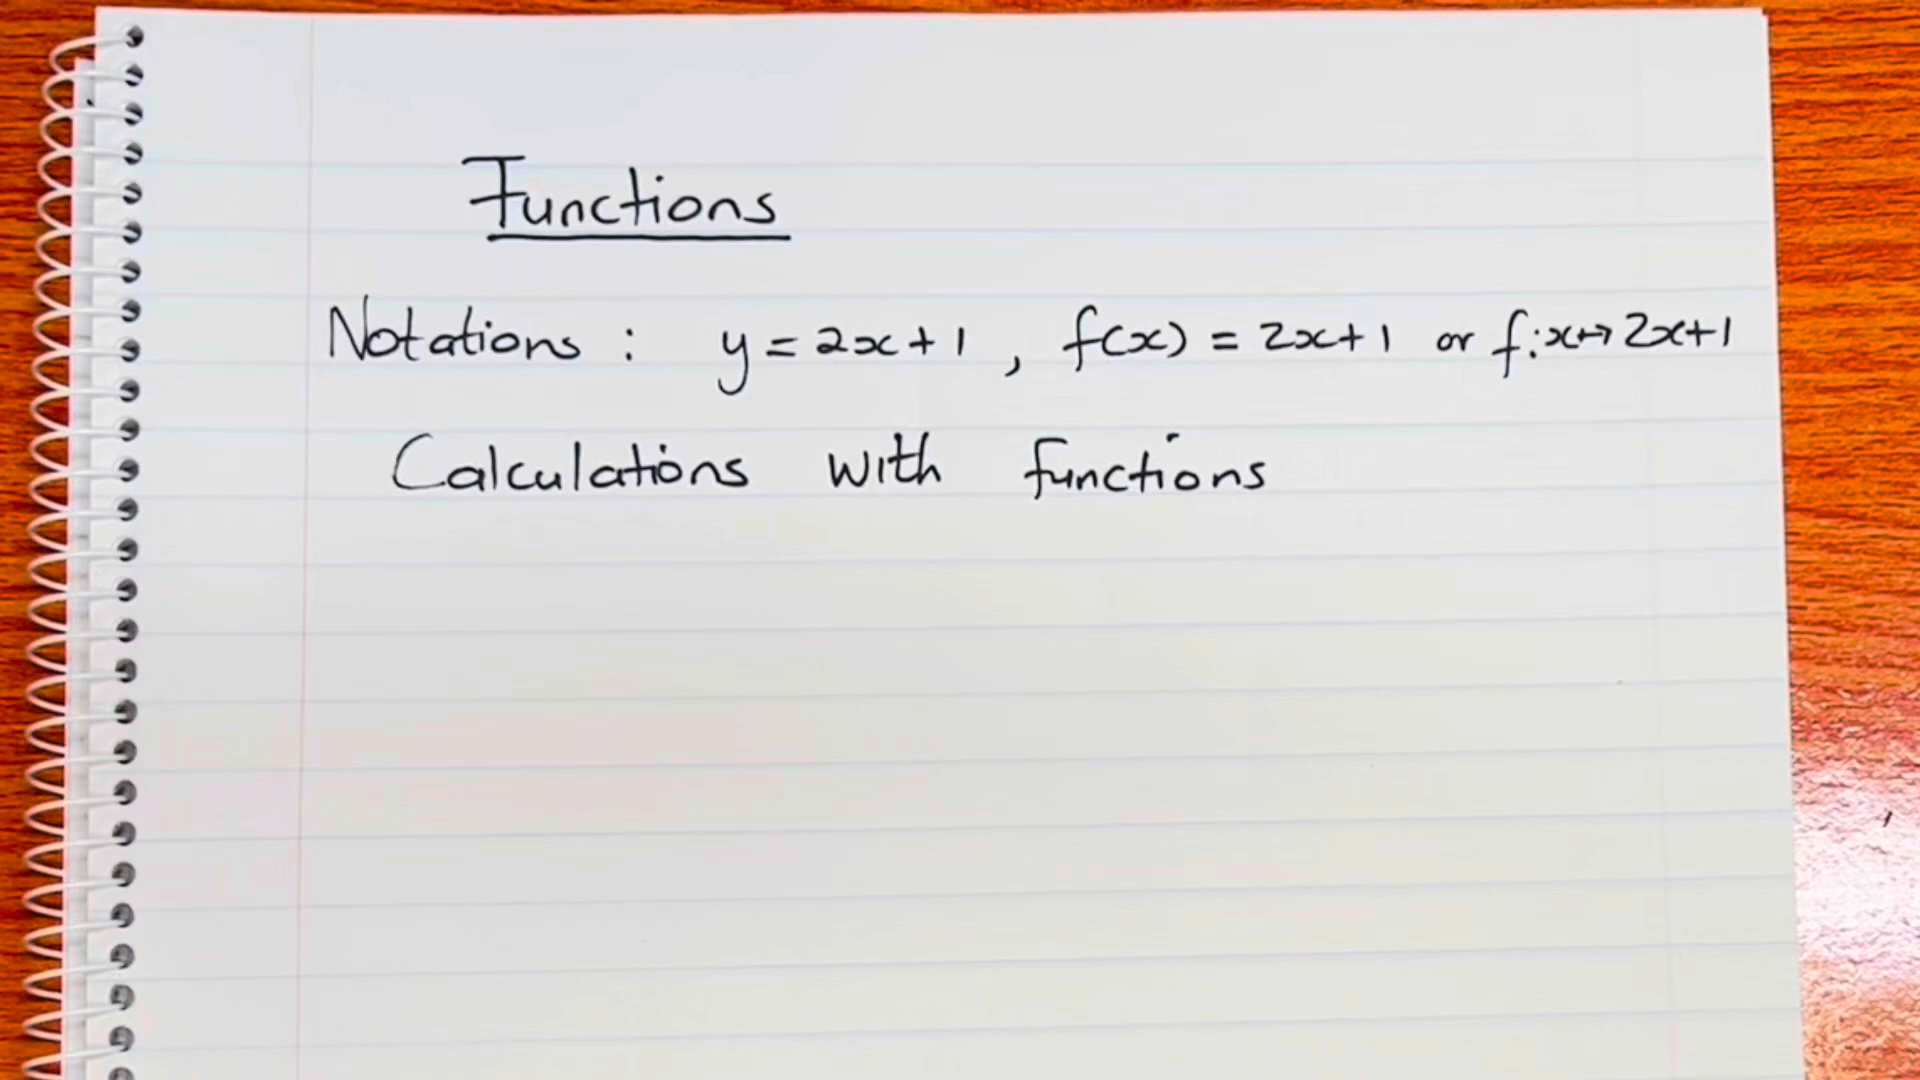 Functions
Notations : y = 2x + 1 , f(x) = 2x + 1 or f:x↦2x+1
Calculations with functions